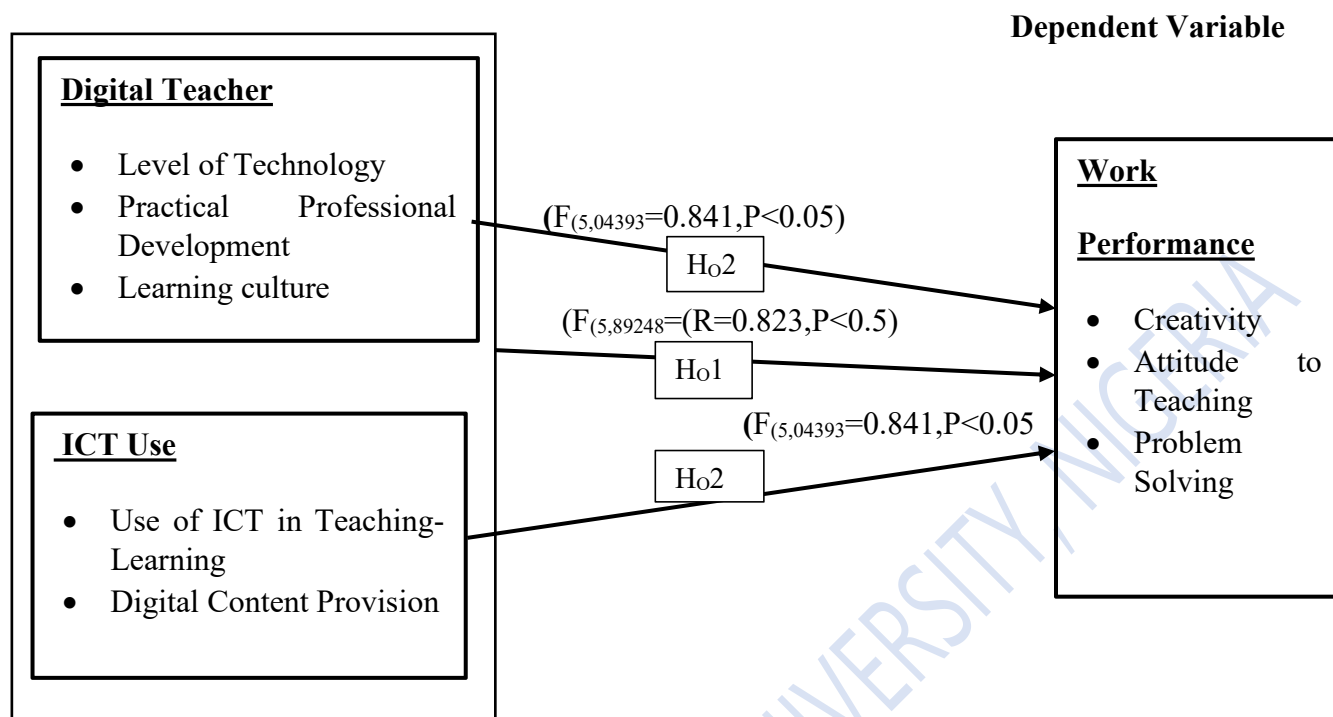 Dependent Variable
Digital Teacher
• Level of Technology
• Practical Professional
Development
• Learning culture
ICT Use
• Use of ICT in Teaching-
Learning
• Digital Content Provision
(F(5,04393=0.841,P<0.05)
HO2
(F(5,89248=(R=0.823,P<0.5)
HO1
(F(5,04393=0.841,P<0.05
HO2
Work
Performance
• Creativity
• Attitude to
Teaching
• Problem
Solving
IVERSITY, NIGERIA